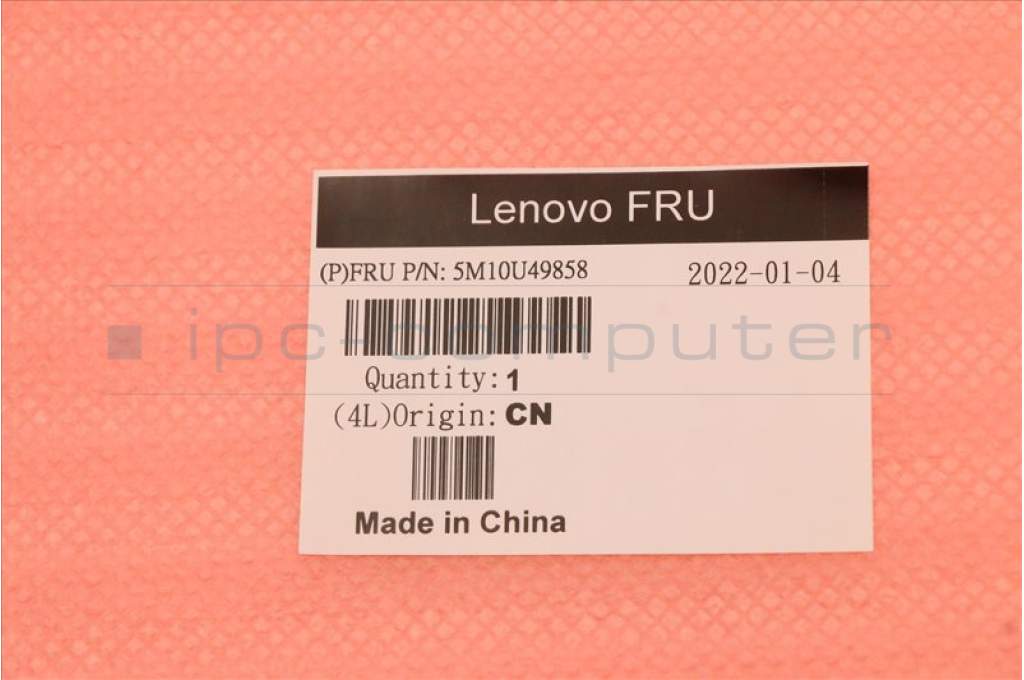 Lenovo FRU
(P)FRU P/N: 5M10U49858
2022-01-04
ipc-computer
Quantity: 1
(4L)Origin: CN
Made in China